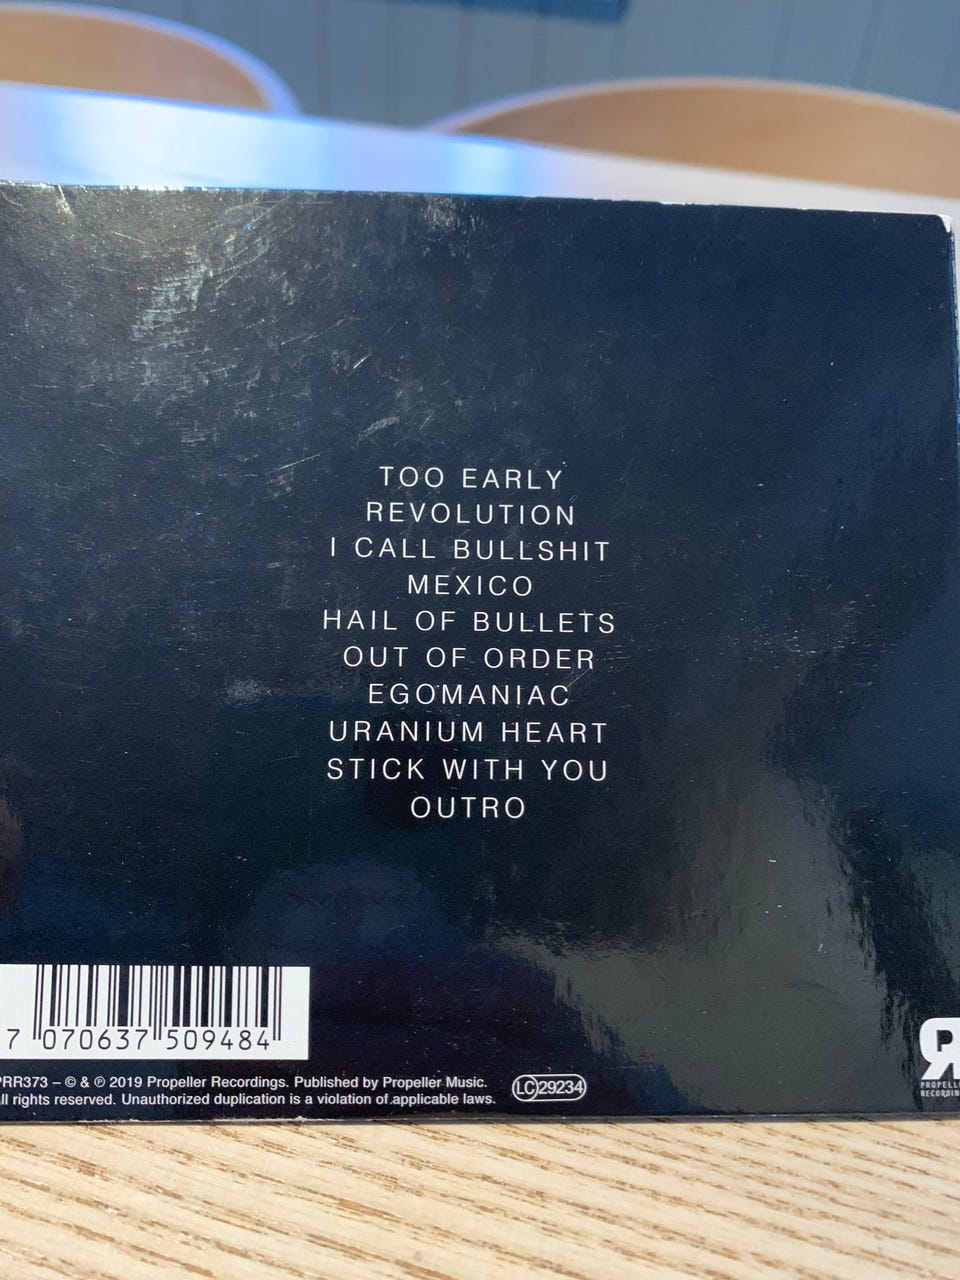 TOO EARLY
REVOLUTION
I CALL BULLSHIT
MEXICO
HAIL OF BULLETS
OUT OF ORDER
EGOMANIAC
URANIUM HEART
STICK WITH YOU
OUTRO
7 070637 509484
PRR373 – © & ℗ 2019 Propeller Recordings. Published by Propeller Music.
All rights reserved. Unauthorized duplication is a violation of applicable laws.
LC 29234